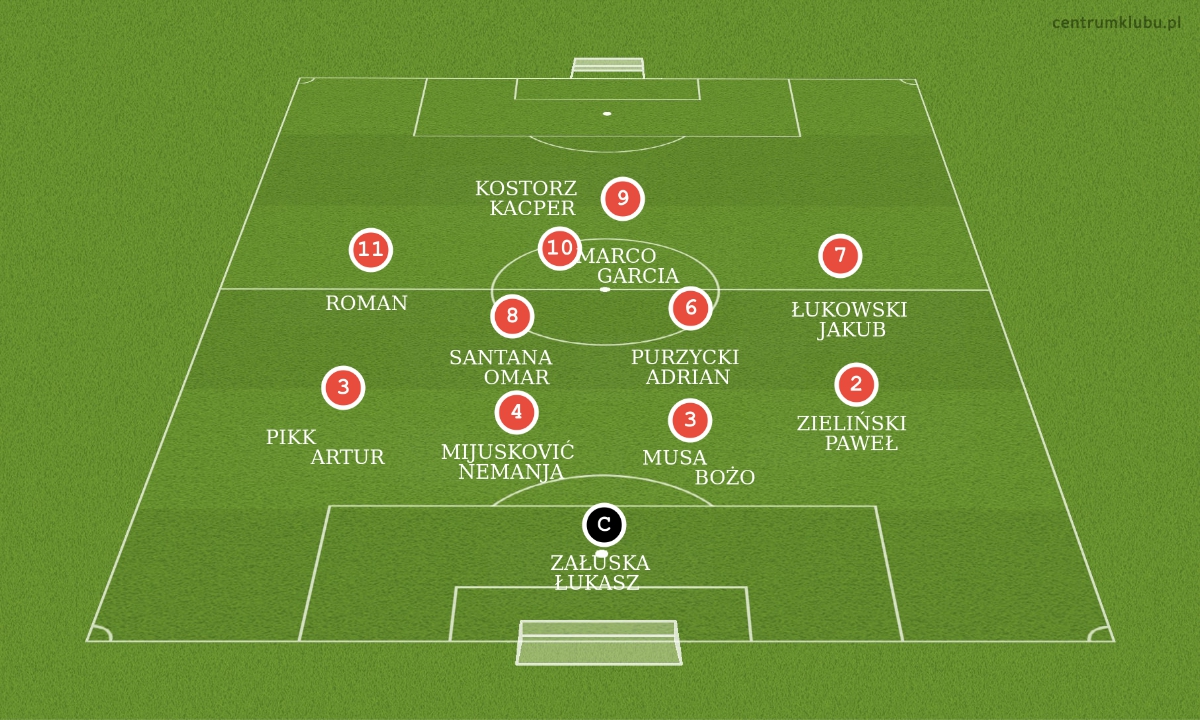 centrumklubu.pl
KOSTORZ
KACPER
9
11
10
MARCO
GARCIA
7
ROMAN
8
6
ŁUKOWSKI
JAKUB
SANTANA
OMAR
PURZYCKI
ADRIAN
3
2
PIKK
ARTUR
4
MIJUSKOVIĆ
NEMANJA
3
MUSA
BOŻO
ZIELIŃSKI
PAWEŁ
C
ZAŁUSKA
ŁUKASZ